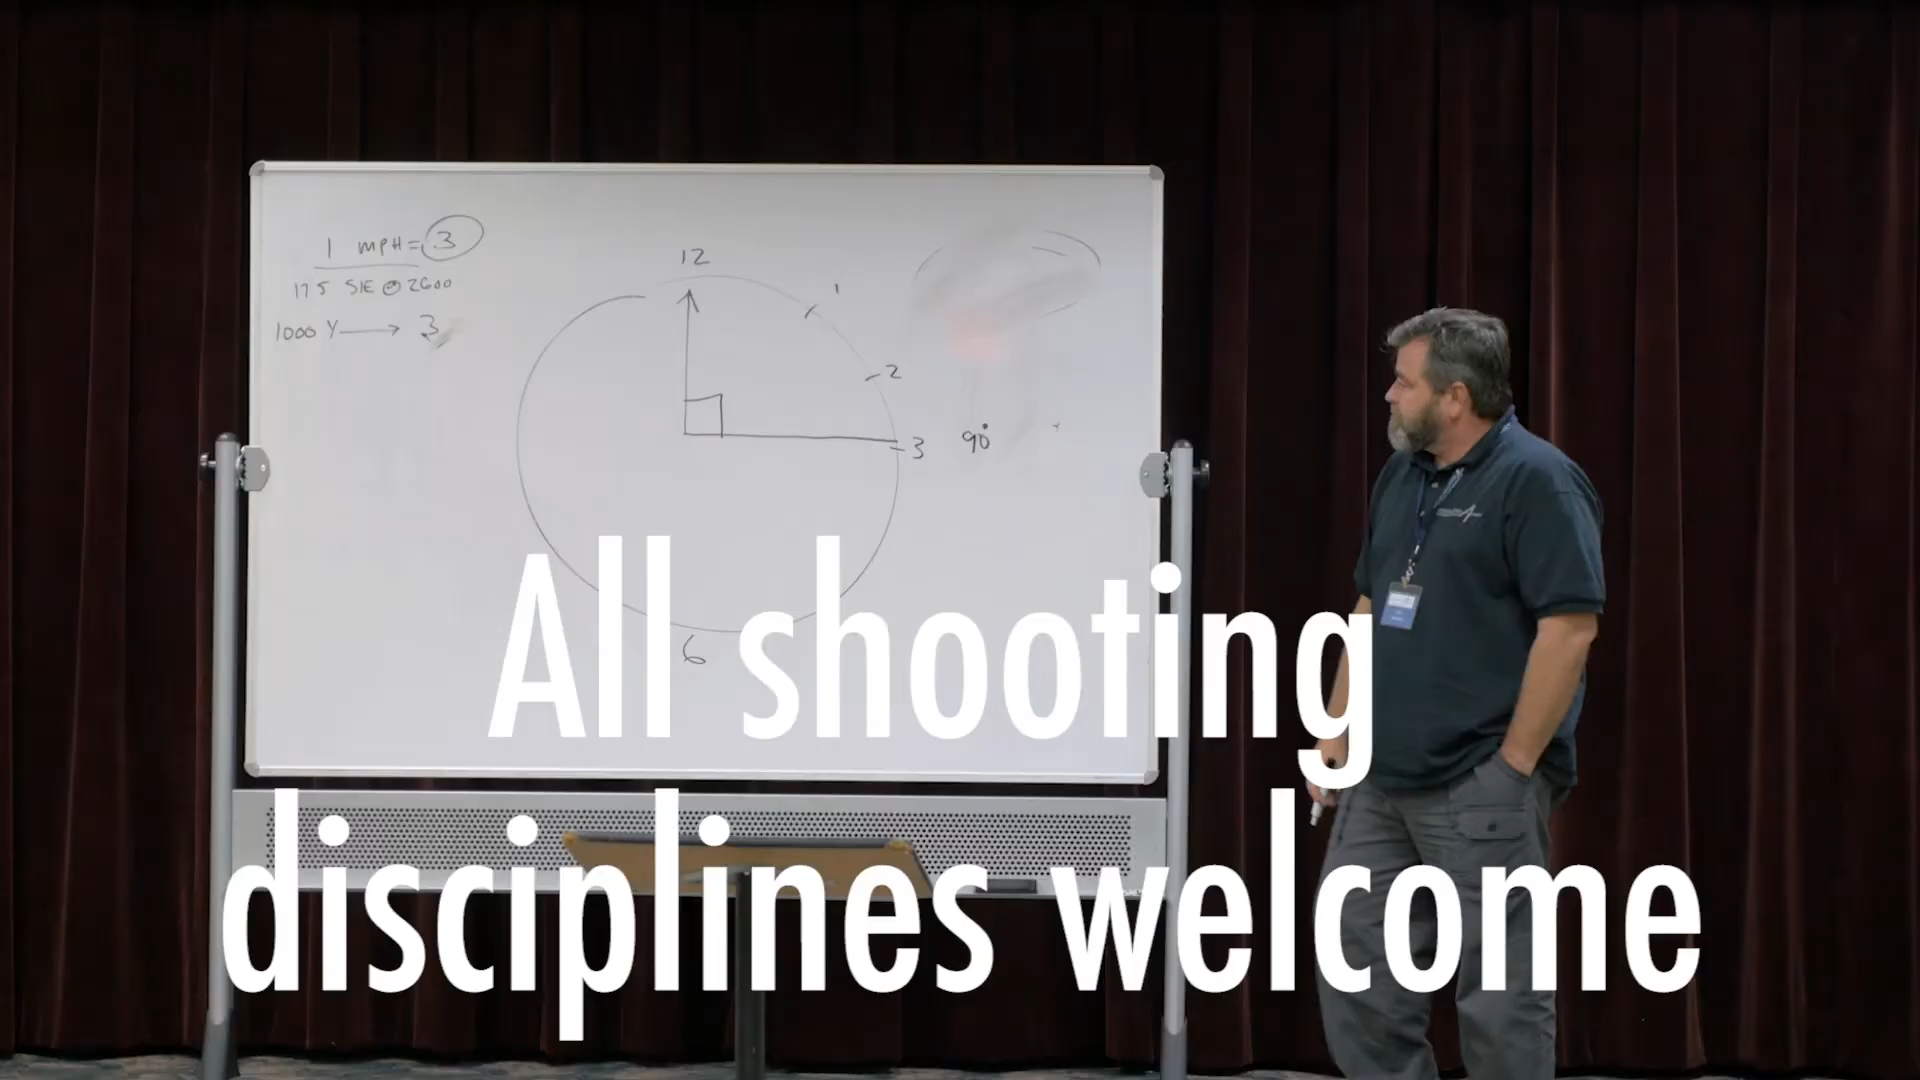 1 MPH = 3
175 SIE @ 2600
1000 Y → 3
12
1
2
3
90°
6
All shooting
disciplines welcome